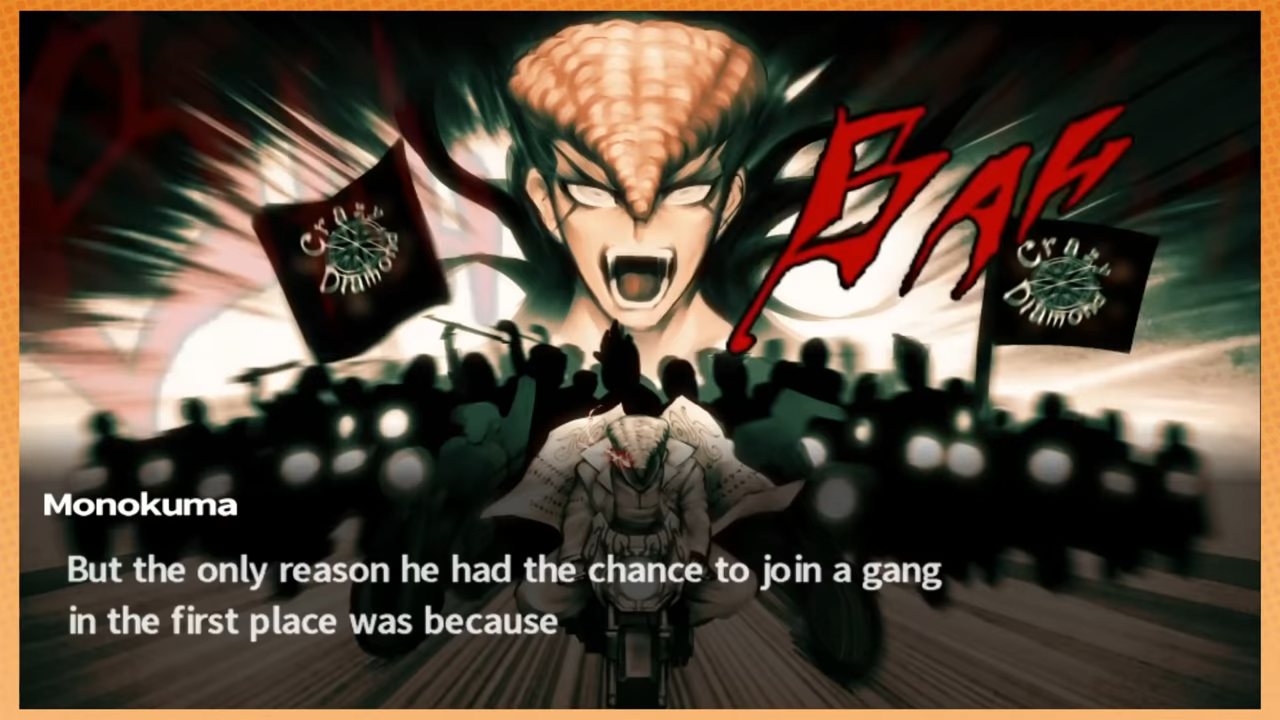 BAM
Crazy
Diamond
Crazy
Diamond
Monokuma
But the only reason he had the chance to join a gang
in the first place was because